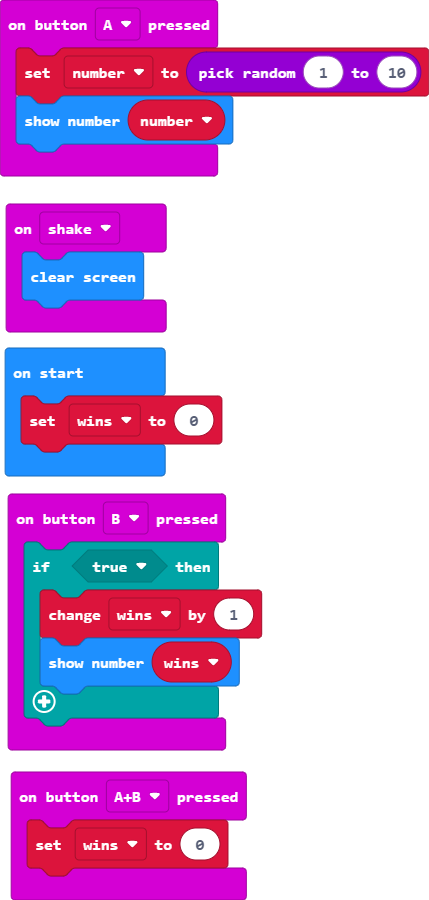 on button A pressed
set number to pick random 1 to 10
show number number
on shake
clear screen
on start
set wins to 0
on button B pressed
if true then
change wins by 1
show number wins
on button A+B pressed
set wins to 0